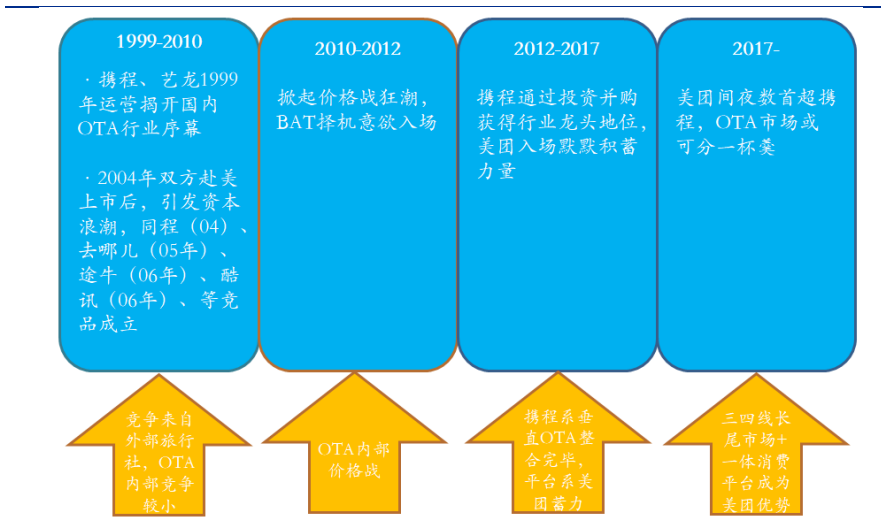 1999-2010
· 携程、艺龙1999
年运营揭开国内
OTA行业序幕
· 2004年双方赴美
上市后，引发资本
浪潮，同程（04）、
去哪儿（05年）、
途牛（06年）、酷
讯（06年）、等竞
品成立
2010-2012
掀起价格战狂潮，
BAT择机意欲入场
2012-2017
携程通过投资并购
获得行业龙头地位，
美团入场默默积蓄
力量
2017-
美团间夜数首超携
程，OTA市场或
可分一杯羹
竞争来自
外部旅行
社，OTA
内部竞争
较小
OTA内部
价格战
携程系垂
直OTA整
合完毕，
平台系美
团蓄力
三四线长
尾市场+
一体消费
平台成为
美团优势